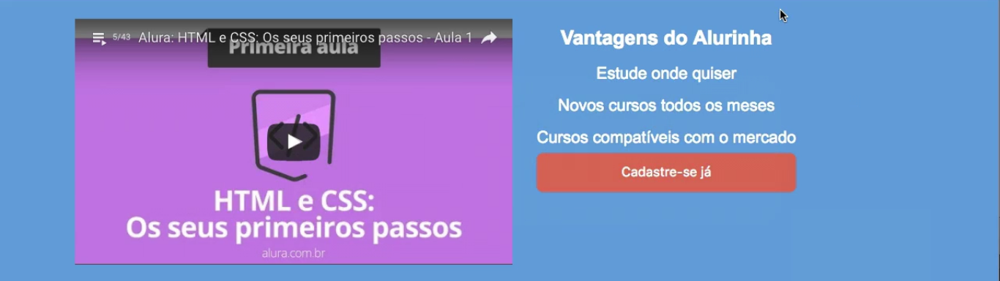 5/43 Alura: HTML e CSS: Os seus primeiros passos - Aula 1
Primeira aula
</>
HTML e CSS:
Os seus primeiros passos
alura.com.br
Vantagens do Alurinha
Estude onde quiser
Novos cursos todos os meses
Cursos compatíveis com o mercado
Cadastre-se já